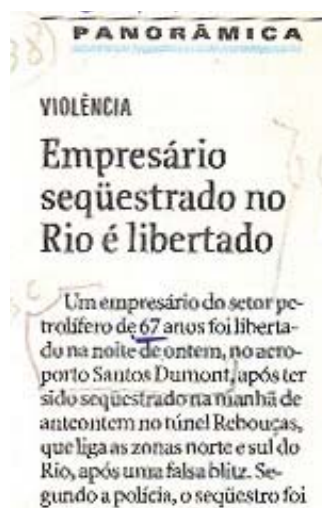 PANORÂMICA
VIOLÊNCIA
Empresário
seqüestrado no
Rio é libertado
Um empresário do setor pe-
trolífero de 67 anos foi liberta-
do na noite de ontem, no aero-
porto Santos Dumont, após ter
sido seqüestrado na manhã de
anteontem no túnel Rebouças,
que liga as zonas norte e sul do
Rio, após uma falsa blitz. Se-
gundo a polícia, o seqüestro foi